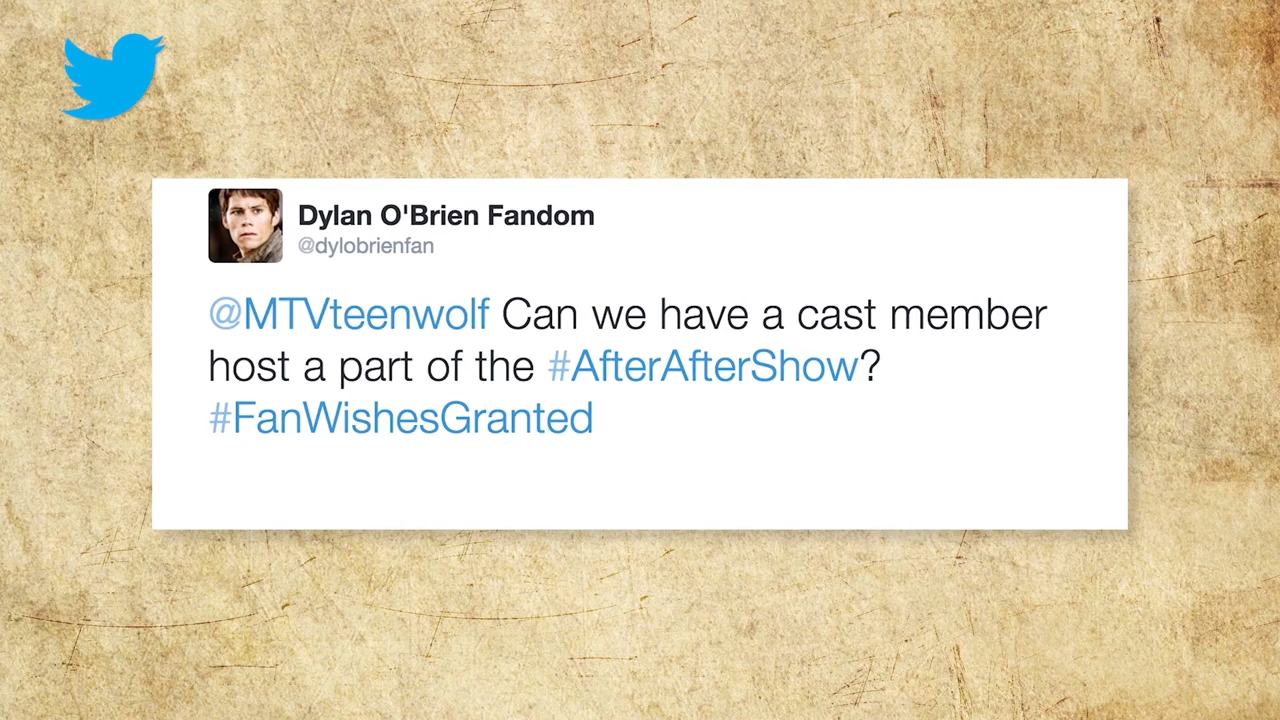 Dylan O'Brien Fandom
@dylobrienfan
@MTVteenwolf Can we have a cast member
host a part of the #AfterAfterShow?
#FanWishesGranted